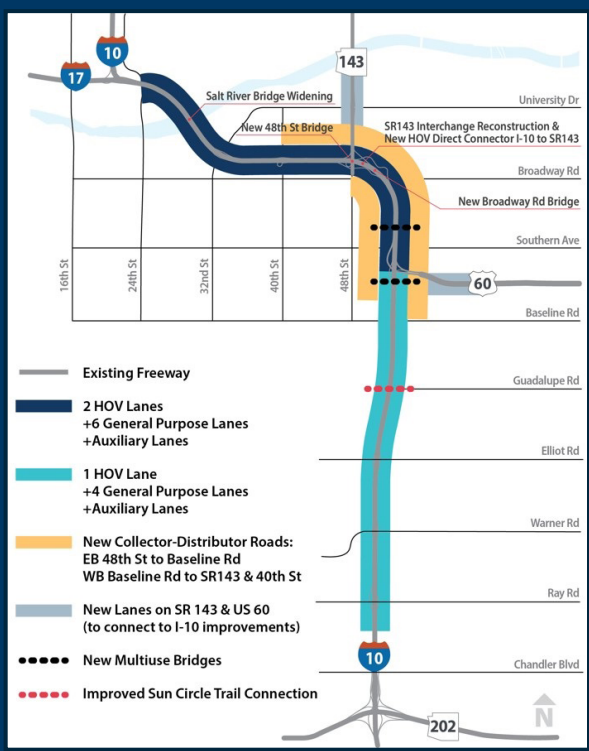 10
17
143
Salt River Bridge Widening
University Dr
New 48th St Bridge
SR143 Interchange Reconstruction &
New HOV Direct Connector I-10 to SR143
Broadway Rd
New Broadway Rd Bridge
Southern Ave
16th St
24th St
32nd St
40th St
48th St
60
Baseline Rd
Existing Freeway
Guadalupe Rd
2 HOV Lanes
+6 General Purpose Lanes
+Auxiliary Lanes
Elliot Rd
1 HOV Lane
+4 General Purpose Lanes
+Auxiliary Lanes
Warner Rd
New Collector-Distributor Roads:
EB 48th St to Baseline Rd
WB Baseline Rd to SR143 & 40th St
Ray Rd
New Lanes on SR 143 & US 60
(to connect to I-10 improvements)
10
New Multiuse Bridges
Chandler Blvd
Improved Sun Circle Trail Connection
202
N